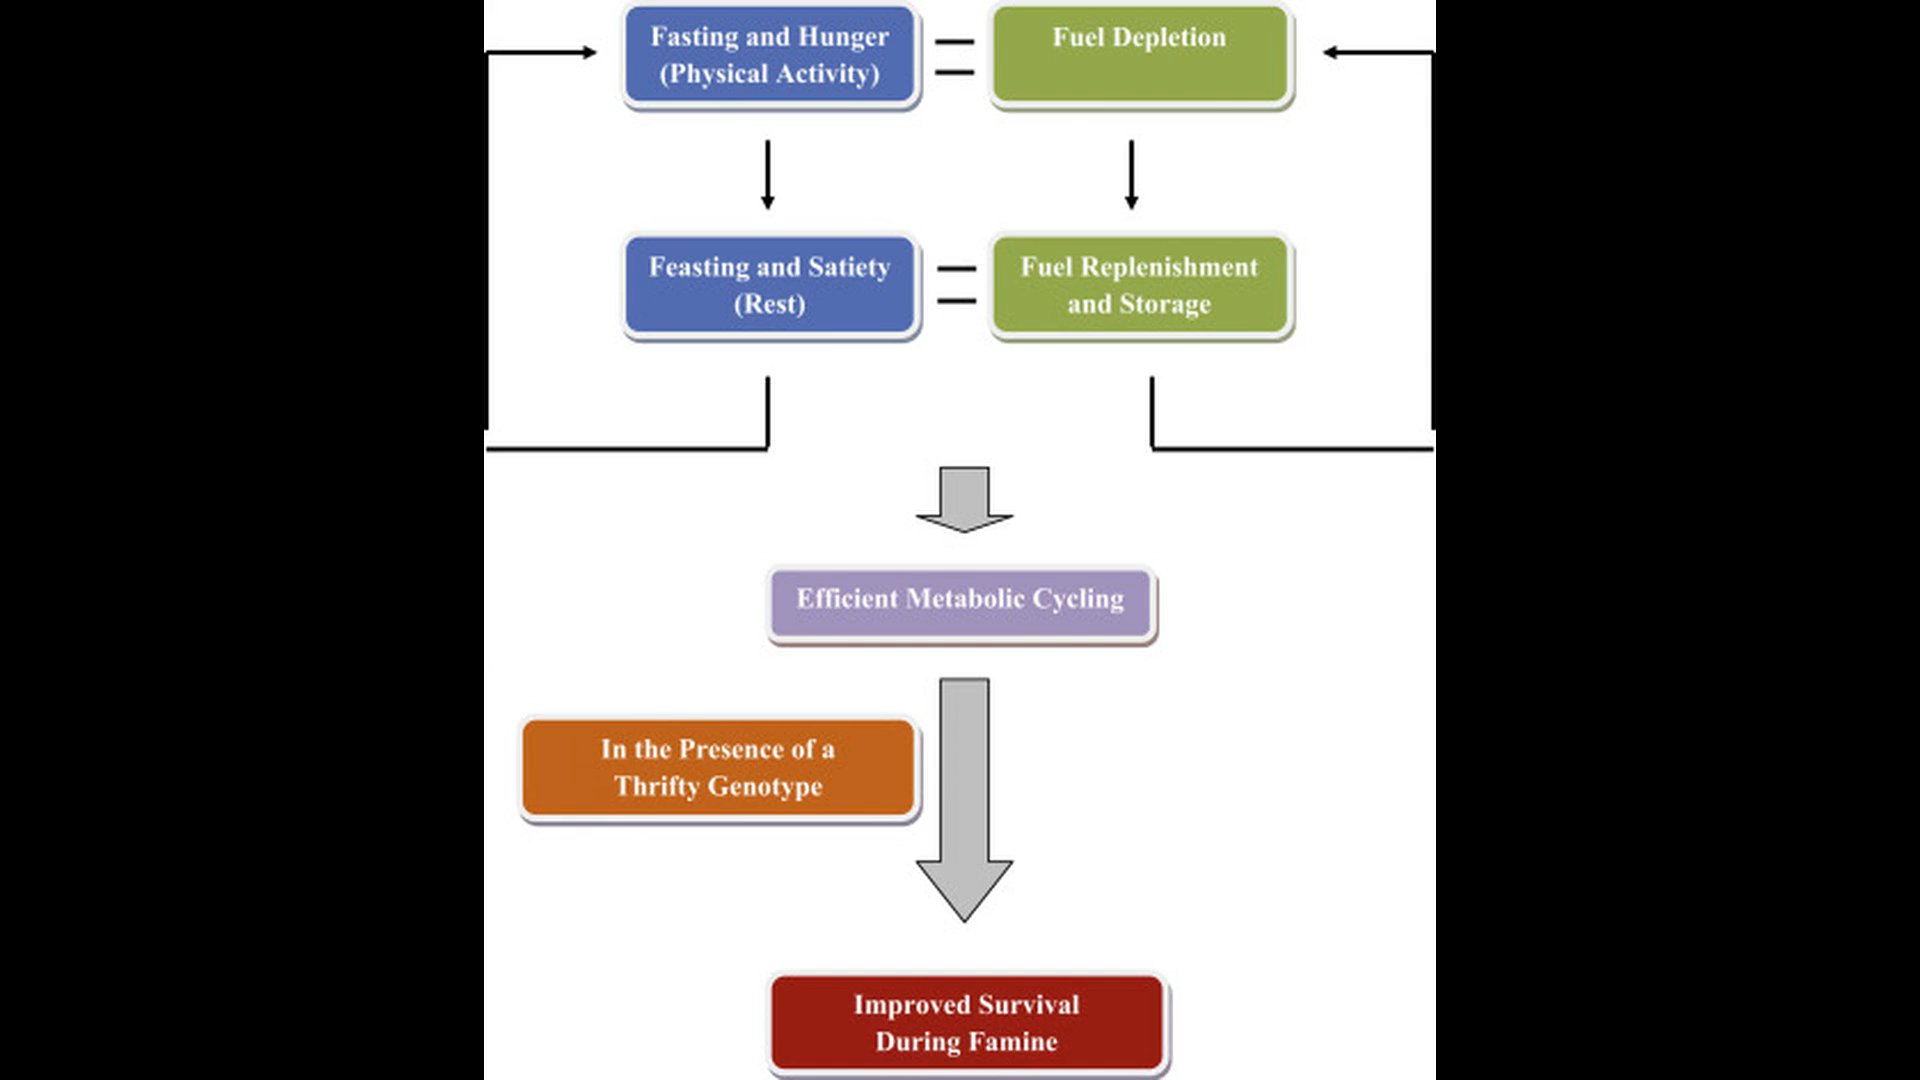 Fasting and Hunger
(Physical Activity)
Fuel Depletion
Feasting and Satiety
(Rest)
Fuel Replenishment
and Storage
Efficient Metabolic Cycling
In the Presence of a
Thrifty Genotype
Improved Survival
During Famine